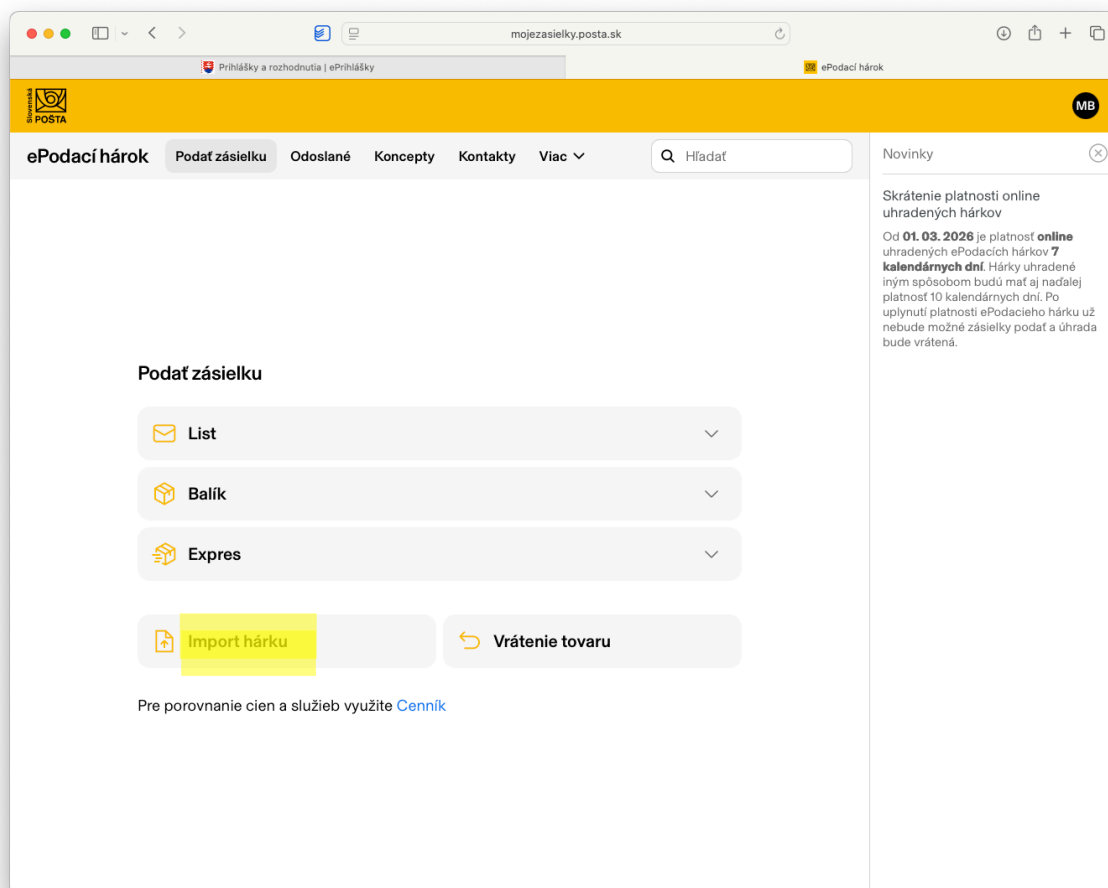 mojezasielky.posta.sk
Prihlášky a rozhodnutia | ePrihlášky
ePodací hárok
Slovenská
POŠTA
MB
ePodací hárok
Podať zásielku
Odoslané
Koncepty
Kontakty
Viac
Hľadať
Podať zásielku
List
Balík
Expres
Import hárku
Vrátenie tovaru
Pre porovnanie cien a služieb využite Cenník
Novinky
Skrátenie platnosti online
uhradených hárkov
Od 01. 03. 2026 je platnosť online
uhradených ePodacích hárkov 7
kalendárnych dní. Hárky uhradené
iným spôsobom budú mať aj naďalej
platnosť 10 kalendárnych dní. Po
uplynutí platnosti ePodacieho hárku už
nebude možné zásielky podať a úhrada
bude vrátená.